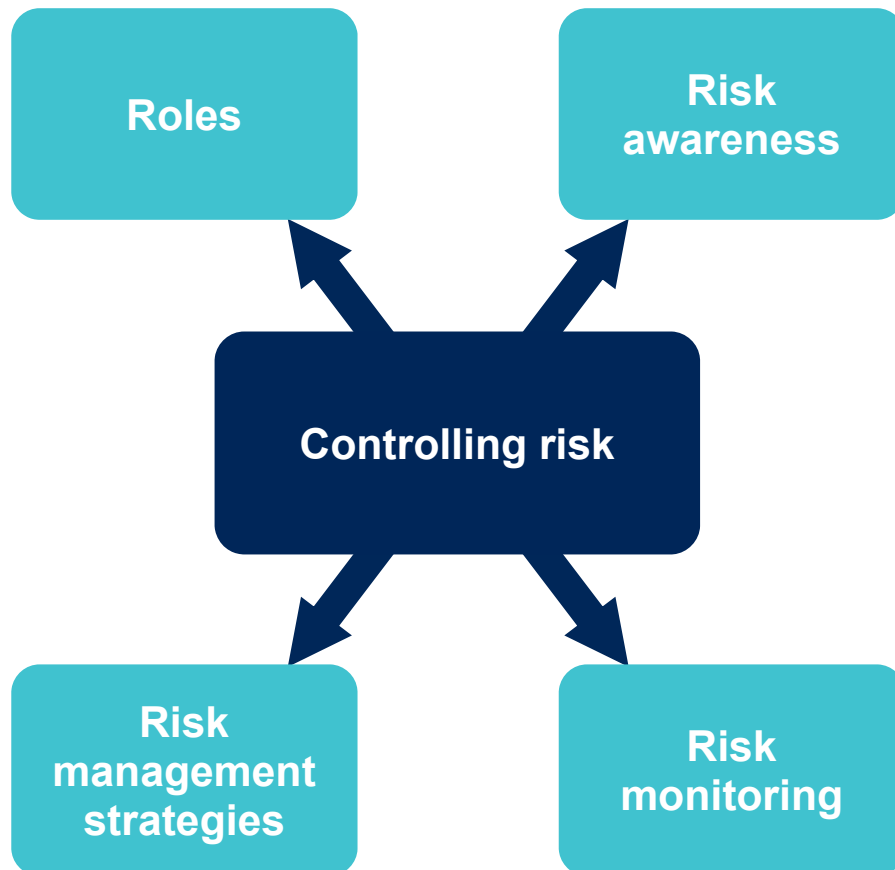 Roles
Risk
awareness
Controlling risk
Risk
management
strategies
Risk
monitoring